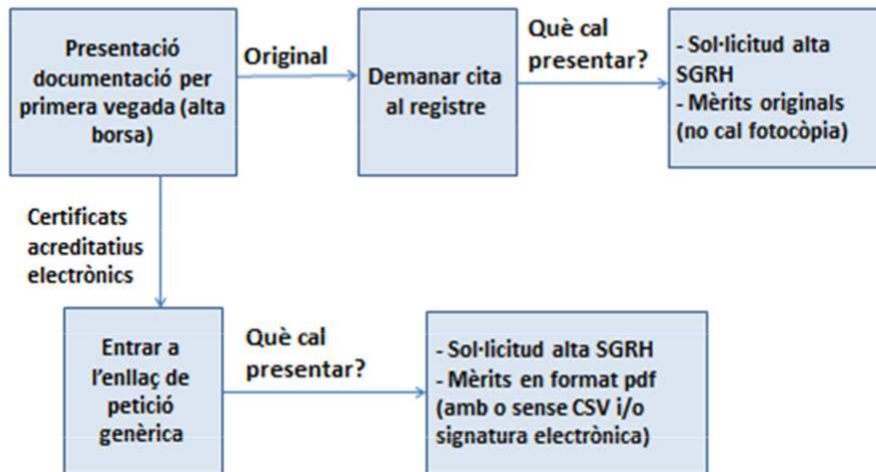 Presentació
documentació per
primera vegada (alta
borsa)
Original
Demanar cita
al registre
Què cal
presentar?
- Sol·licitud alta
SGRH
- Mèrits originals
(no cal fotocòpia)
Certificats
acreditatius
electrònics
Entrar a
l'enllaç de
petició
genèrica
Què cal
presentar?
- Sol·licitud alta SGRH
- Mèrits en format pdf
(amb o sense CSV i/o
signatura electrònica)